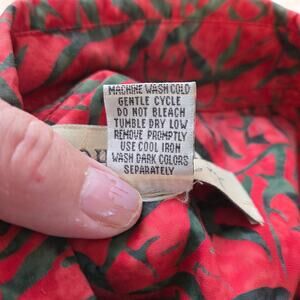 MACHINE WASH COLD
GENTLE CYCLE
DO NOT BLEACH
TUMBLE DRY LOW
REMOVE PROMPTLY
USE COOL IRON
WASH DARK COLORS
SEPARATELY